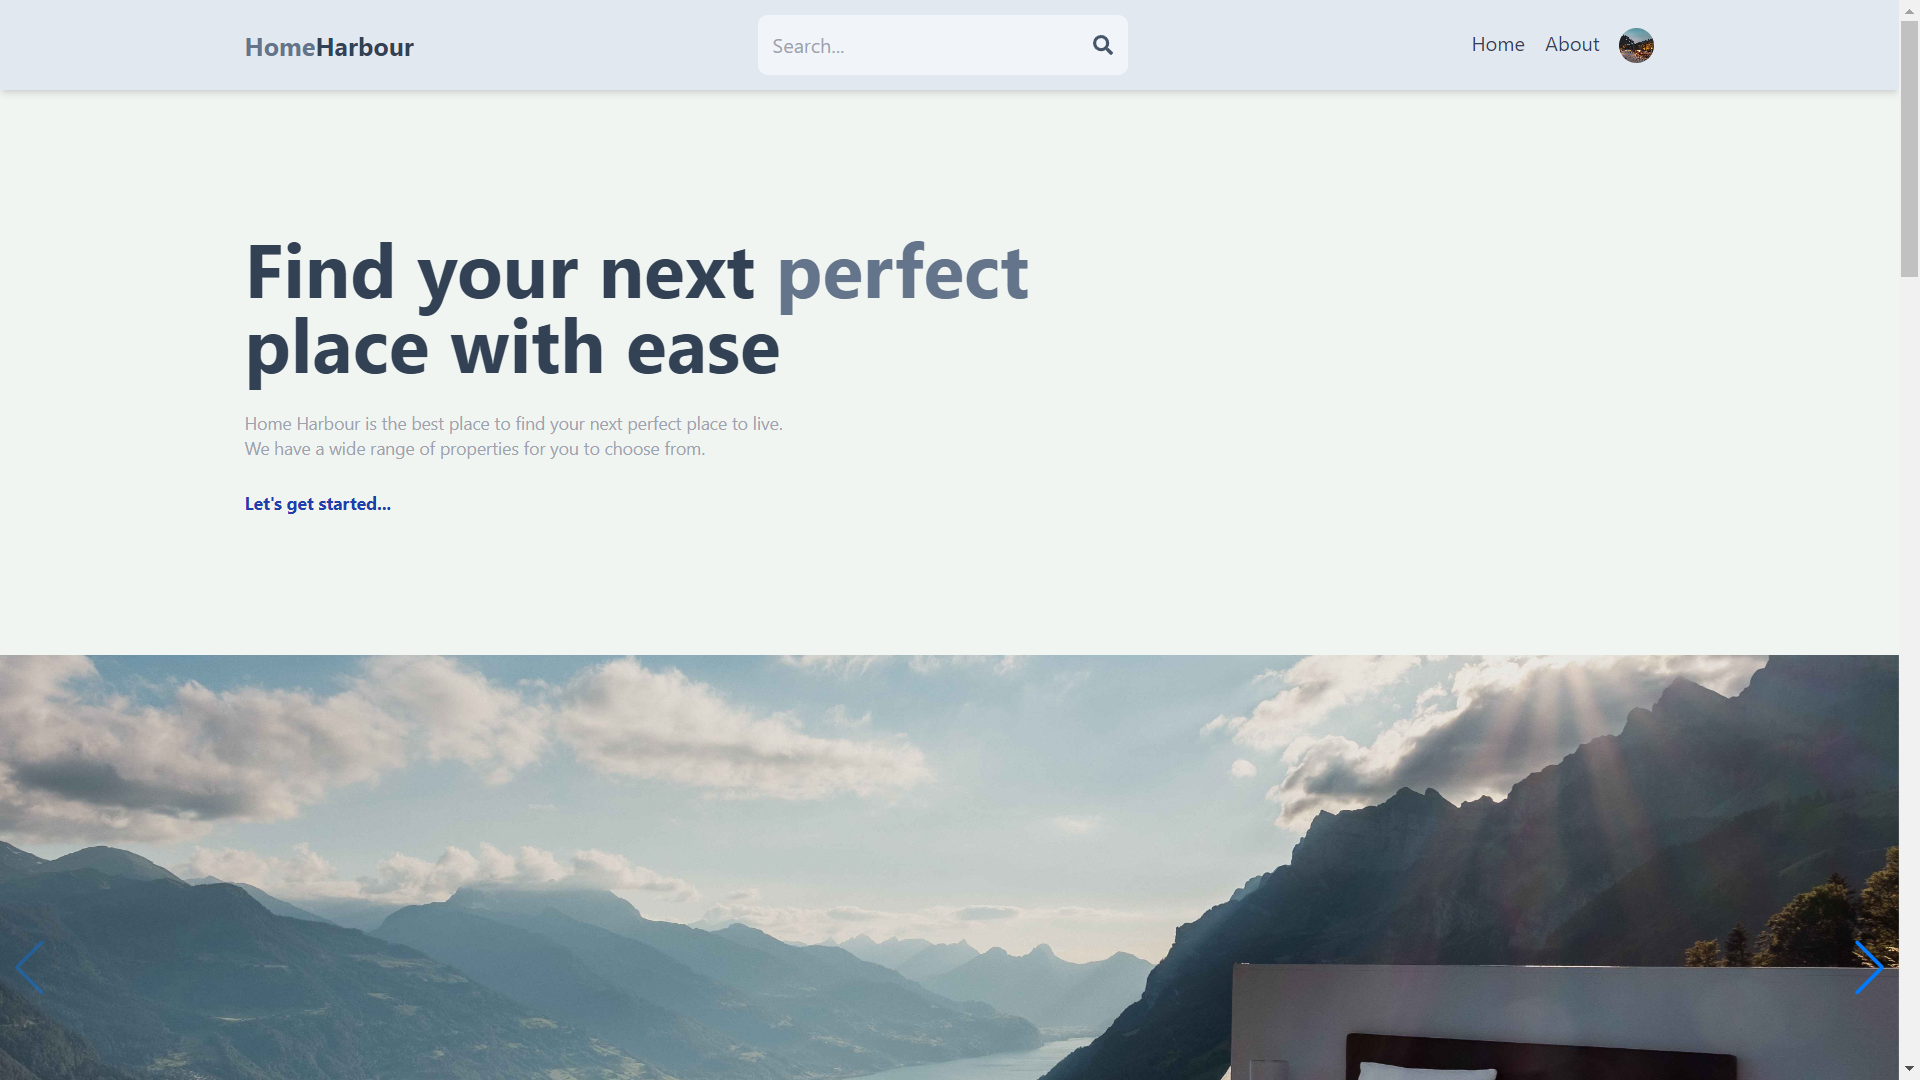 HomeHarbour
Search...
Home
About
Find your next perfect
place with ease
Home Harbour is the best place to find your next perfect place to live.
We have a wide range of properties for you to choose from.
Let's get started...